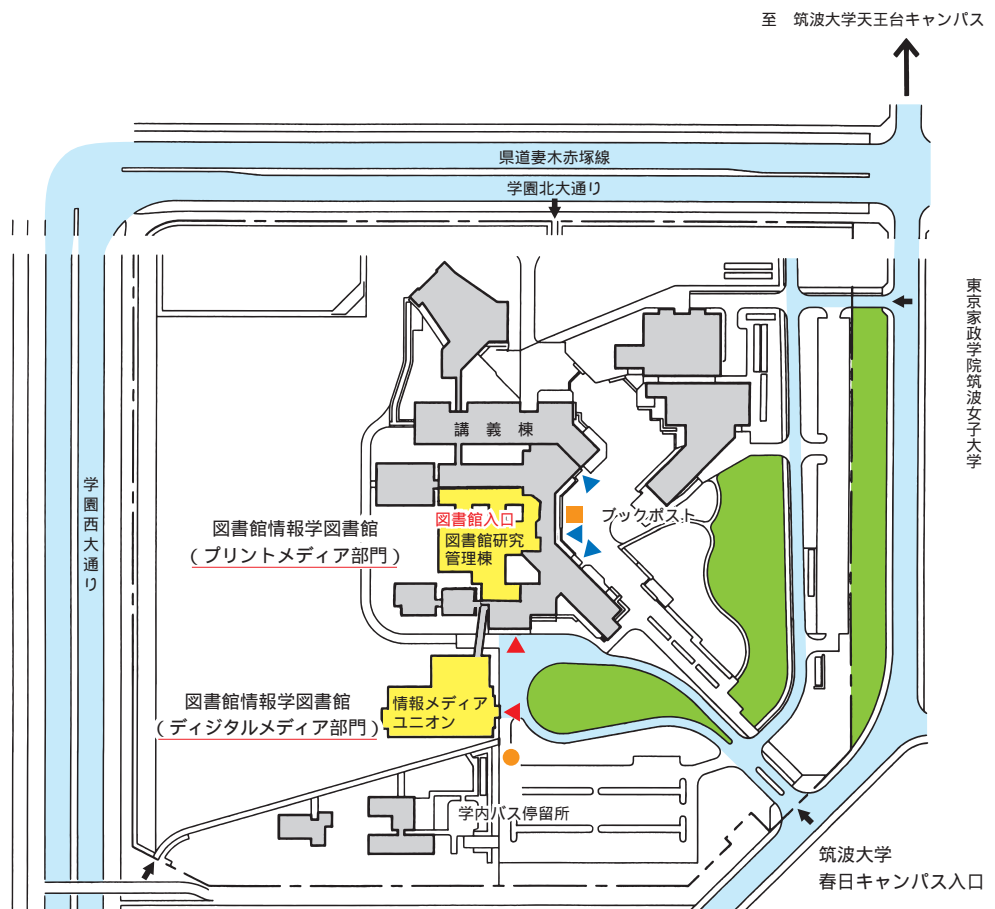 至　筑波大学天王台キャンパス
県道妻木赤塚線
学園北大通り
東京家政学院筑波女子大学
講義棟
学園西大通り
図書館入口
ブックポスト
図書館情報学図書館
（プリントメディア部門）
図書館研究
管理棟
図書館情報学図書館
（ディジタルメディア部門）
情報メディア
ユニオン
学内バス停留所
筑波大学
春日キャンパス入口